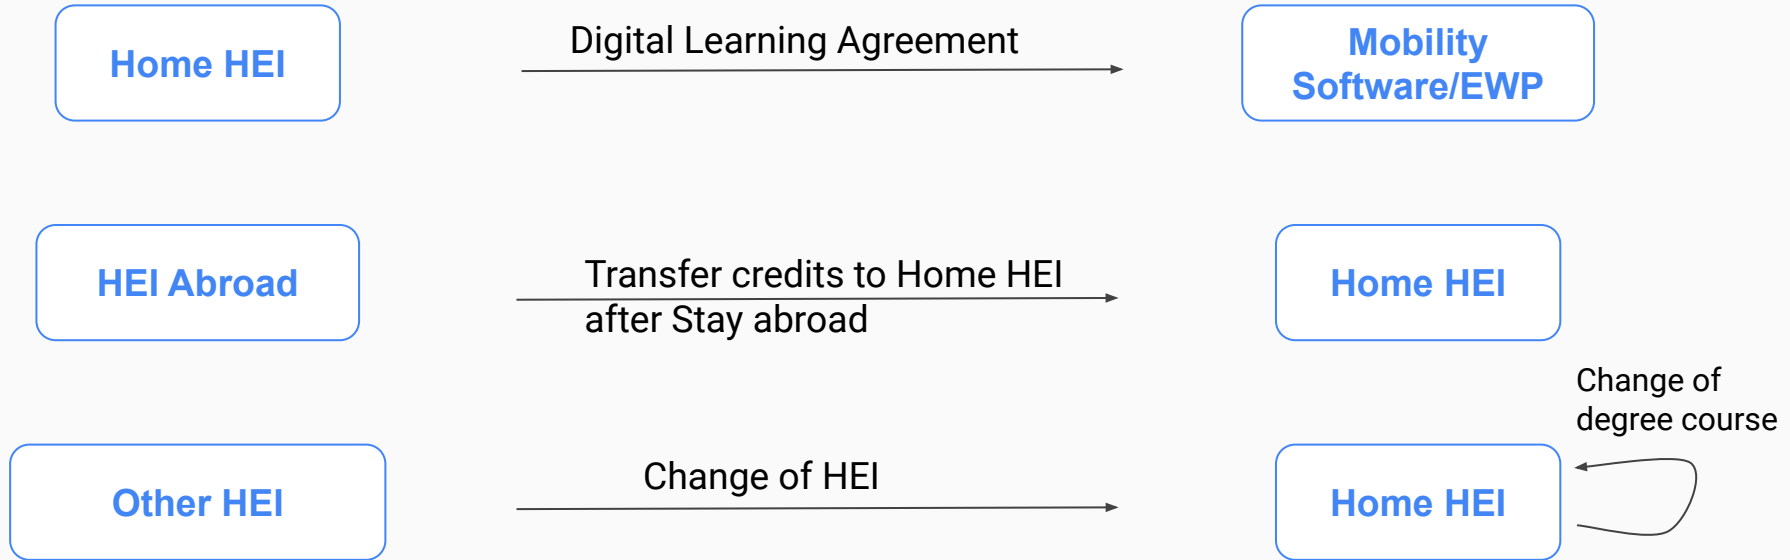 Home HEI
Digital Learning Agreement
Mobility
Software/EWP
HEI Abroad
Transfer credits to Home HEI
after Stay abroad
Home HEI
Change of
degree course
Other HEI
Change of HEI
Home HEI